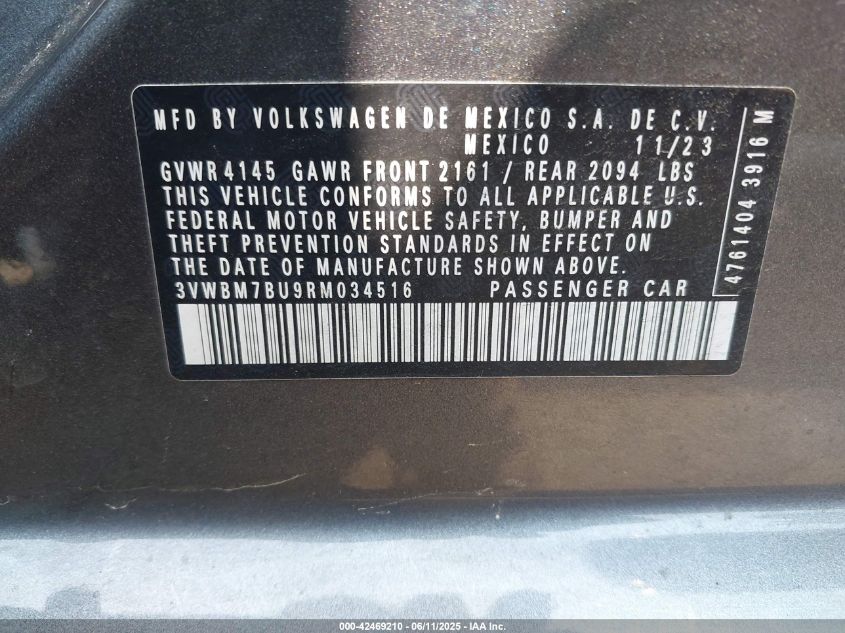 MFD BY VOLKSWAGEN DE MEXICO S.A. DE C.V.
MEXICO 11/23
GVWR 4145 GAWR FRONT 2161 / REAR 2094 LBS
THIS VEHICLE CONFORMS TO ALL APPLICABLE U.S.
FEDERAL MOTOR VEHICLE SAFETY, BUMPER AND
THEFT PREVENTION STANDARDS IN EFFECT ON
THE DATE OF MANUFACTURE SHOWN ABOVE.
3VWBM7BU9RM034516 PASSENGER CAR
4761404 3916 M
000-42469210 - 06/11/2025 - IAA Inc.